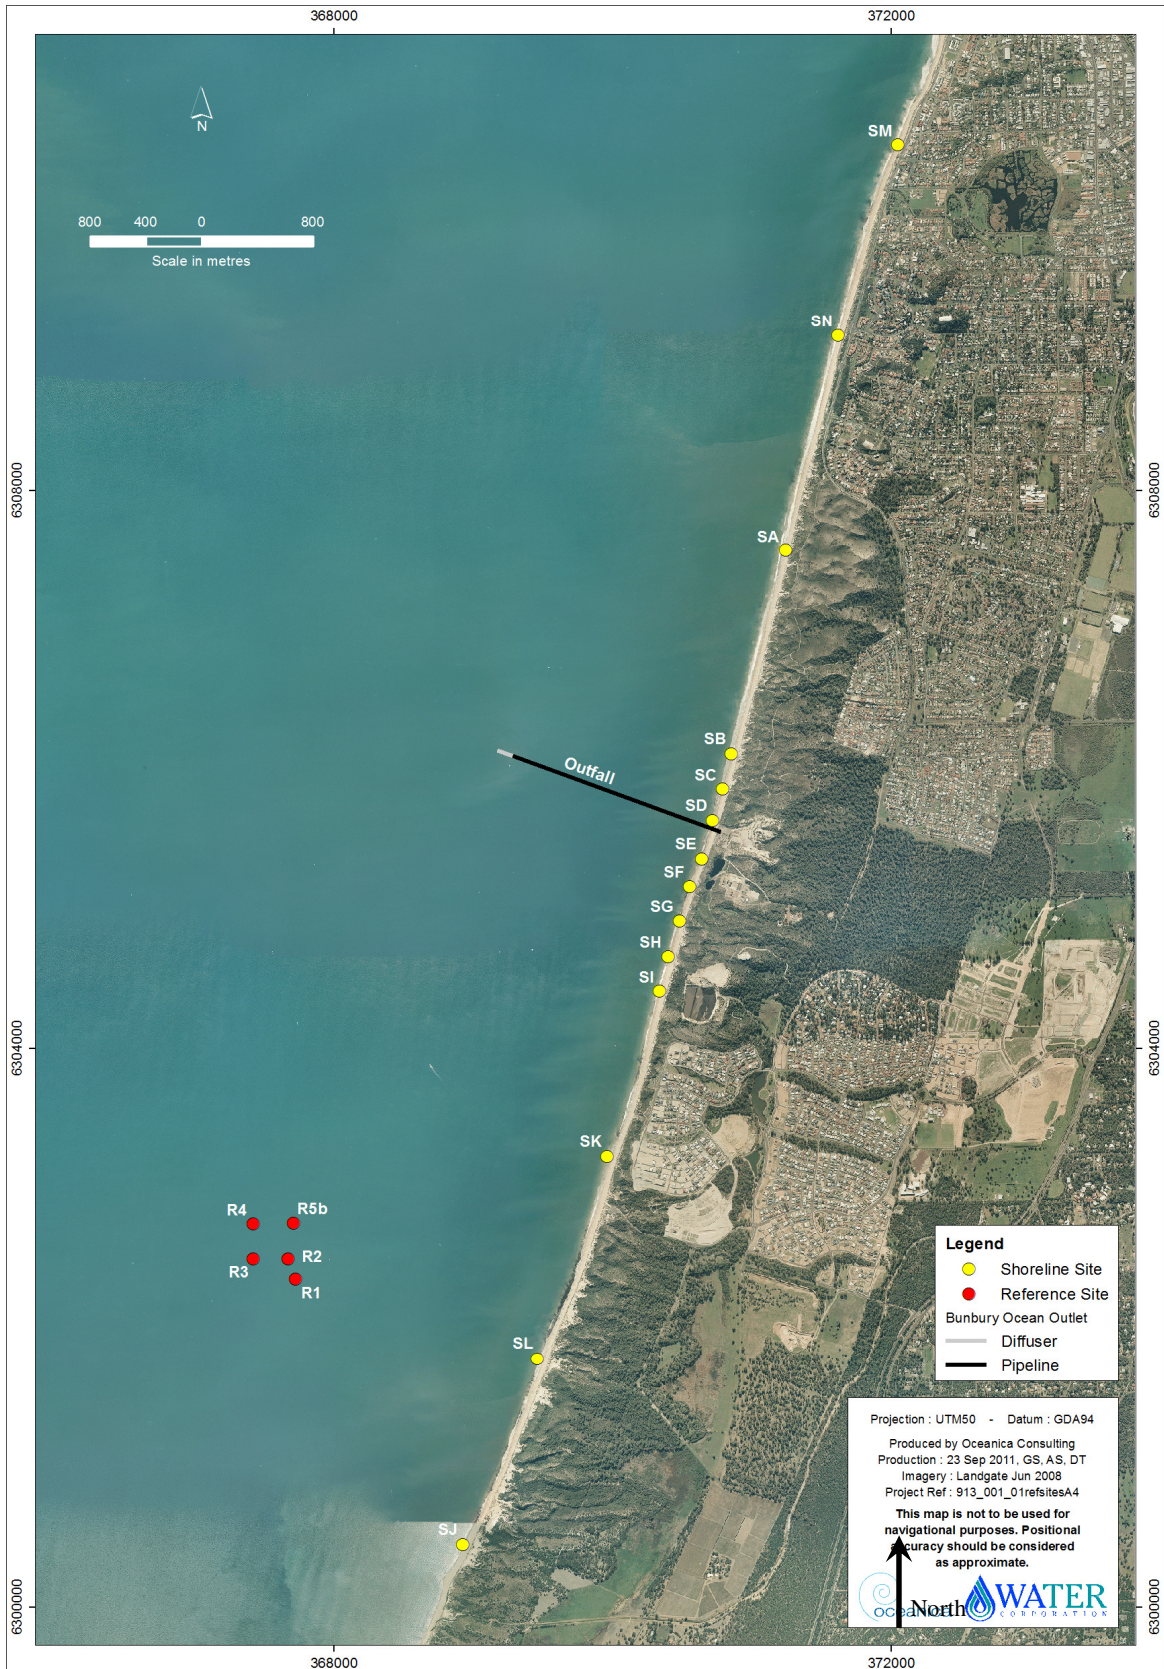 368000
372000
N
800 400 0 800
Scale in metres
SM
SN
6308000
6308000
SA
SB
Outfall
SC
SD
SE
SF
SG
SH
SI
6304000
6304000
SK
R4
R5b
R3
R2
R1
SL
SJ
Legend
Shoreline Site
Reference Site
Bunbury Ocean Outlet
Diffuser
Pipeline
Projection : UTM50 - Datum : GDA94
Produced by Oceanica Consulting
Production : 23 Sep 2011, GS, AS, DT
Imagery : Landgate Jun 2008
Project Ref : 913_001_01refsitesA4
This map is not to be used for
navigational purposes. Positional
accuracy should be considered
as approximate.
oceanica
North
WATER
CORPORATION
6300000
6300000
368000
372000